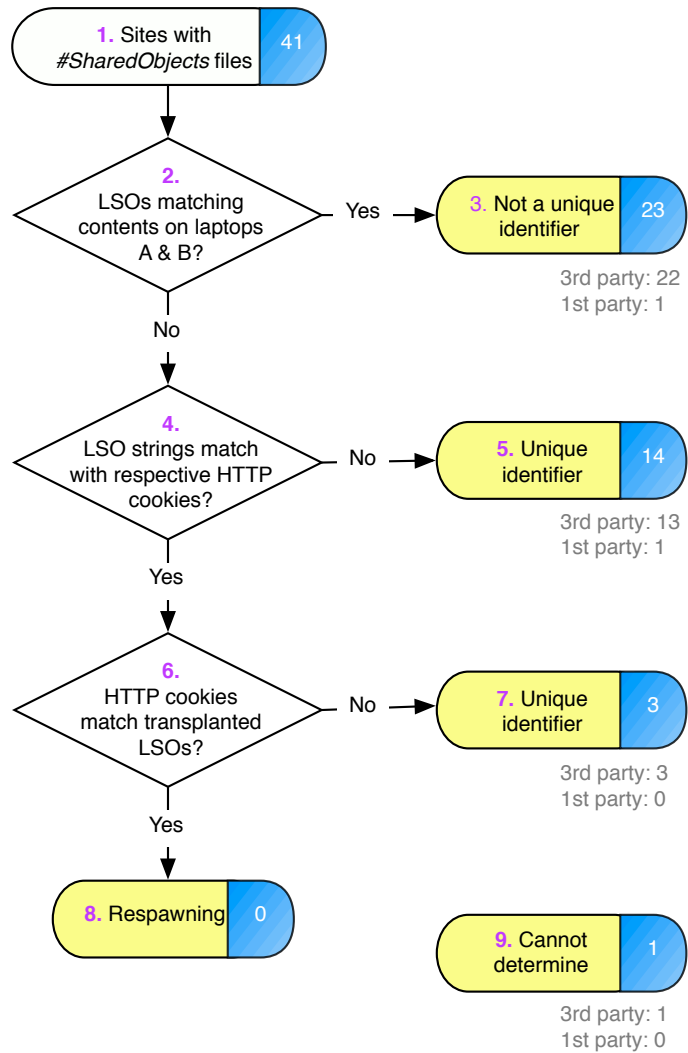 1. Sites with
#SharedObjects files
41
2.
LSOs matching
contents on laptops
A & B?
Yes
3. Not a unique
identifier
23
3rd party: 22
1st party: 1
No
4.
LSO strings match
with respective HTTP
cookies?
No
5. Unique
identifier
14
3rd party: 13
1st party: 1
Yes
6.
HTTP cookies
match transplanted
LSOs?
No
7. Unique
identifier
3
3rd party: 3
1st party: 0
Yes
8. Respawning
0
9. Cannot
determine
1
3rd party: 1
1st party: 0